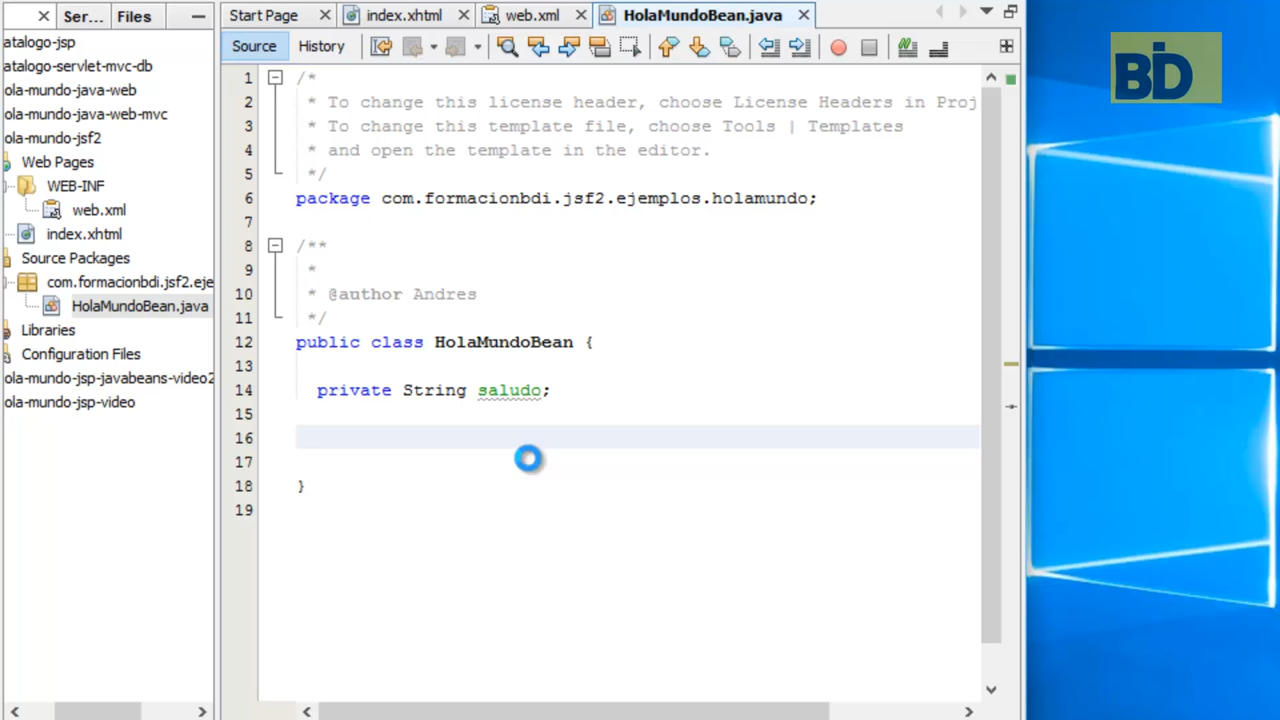 Ser...
Files
Start Page
index.xhtml
web.xml
HolaMundoBean.java
Source
History
BD
atalogo-jsp
atalogo-servlet-mvc-db
ola-mundo-java-web
ola-mundo-java-web-mvc
ola-mundo-jsf2
Web Pages
WEB-INF
web.xml
index.xhtml
Source Packages
com.formacionbdi.jsf2.eje
HolaMundoBean.java
Libraries
Configuration Files
ola-mundo-jsp-javabeans-video2
ola-mundo-jsp-video
1 /*
2 * To change this license header, choose License Headers in Proj
3 * To change this template file, choose Tools | Templates
4 * and open the template in the editor.
5 */
6 package com.formacionbdi.jsf2.ejemplos.holamundo;
7
8 /**
9 *
10 * @author Andres
11 */
12 public class HolaMundoBean {
13
14 private String saludo;
15
16
17
18 }
19